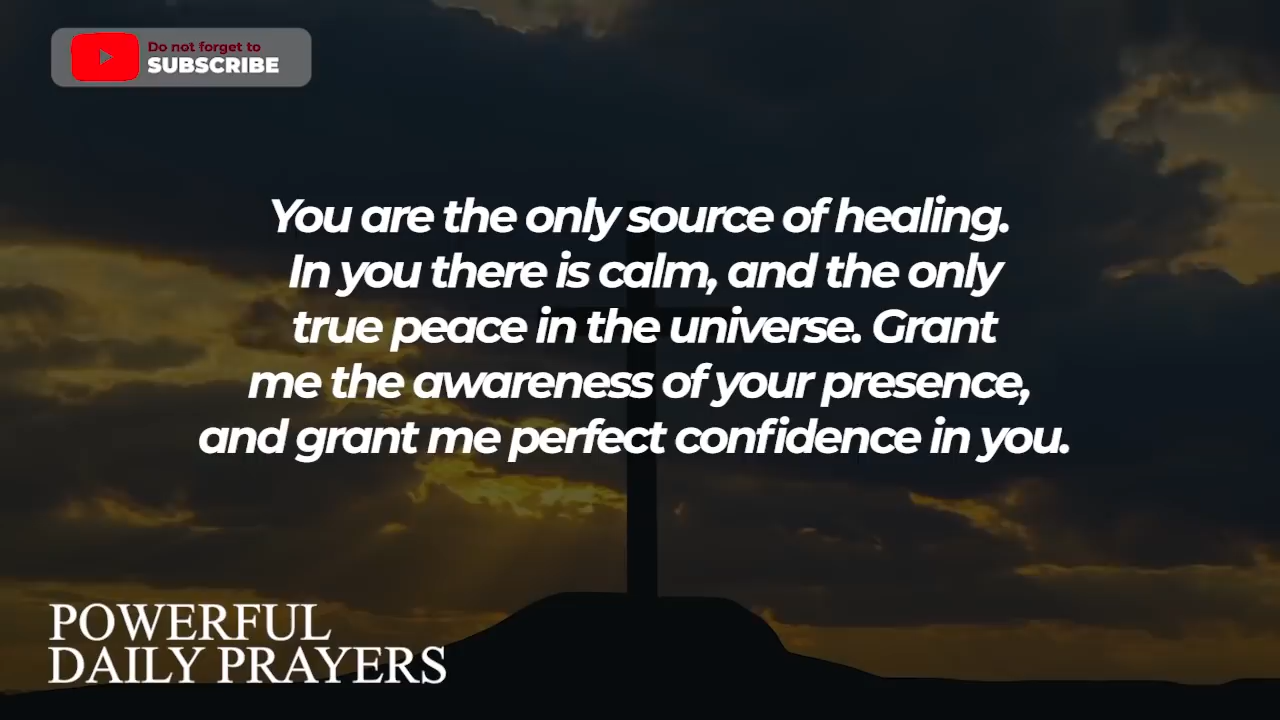 Do not forget to
SUBSCRIBE
You are the only source of healing.
In you there is calm, and the only
true peace in the universe. Grant
me the awareness of your presence,
and grant me perfect confidence in you.
POWERFUL
DAILY PRAYERS